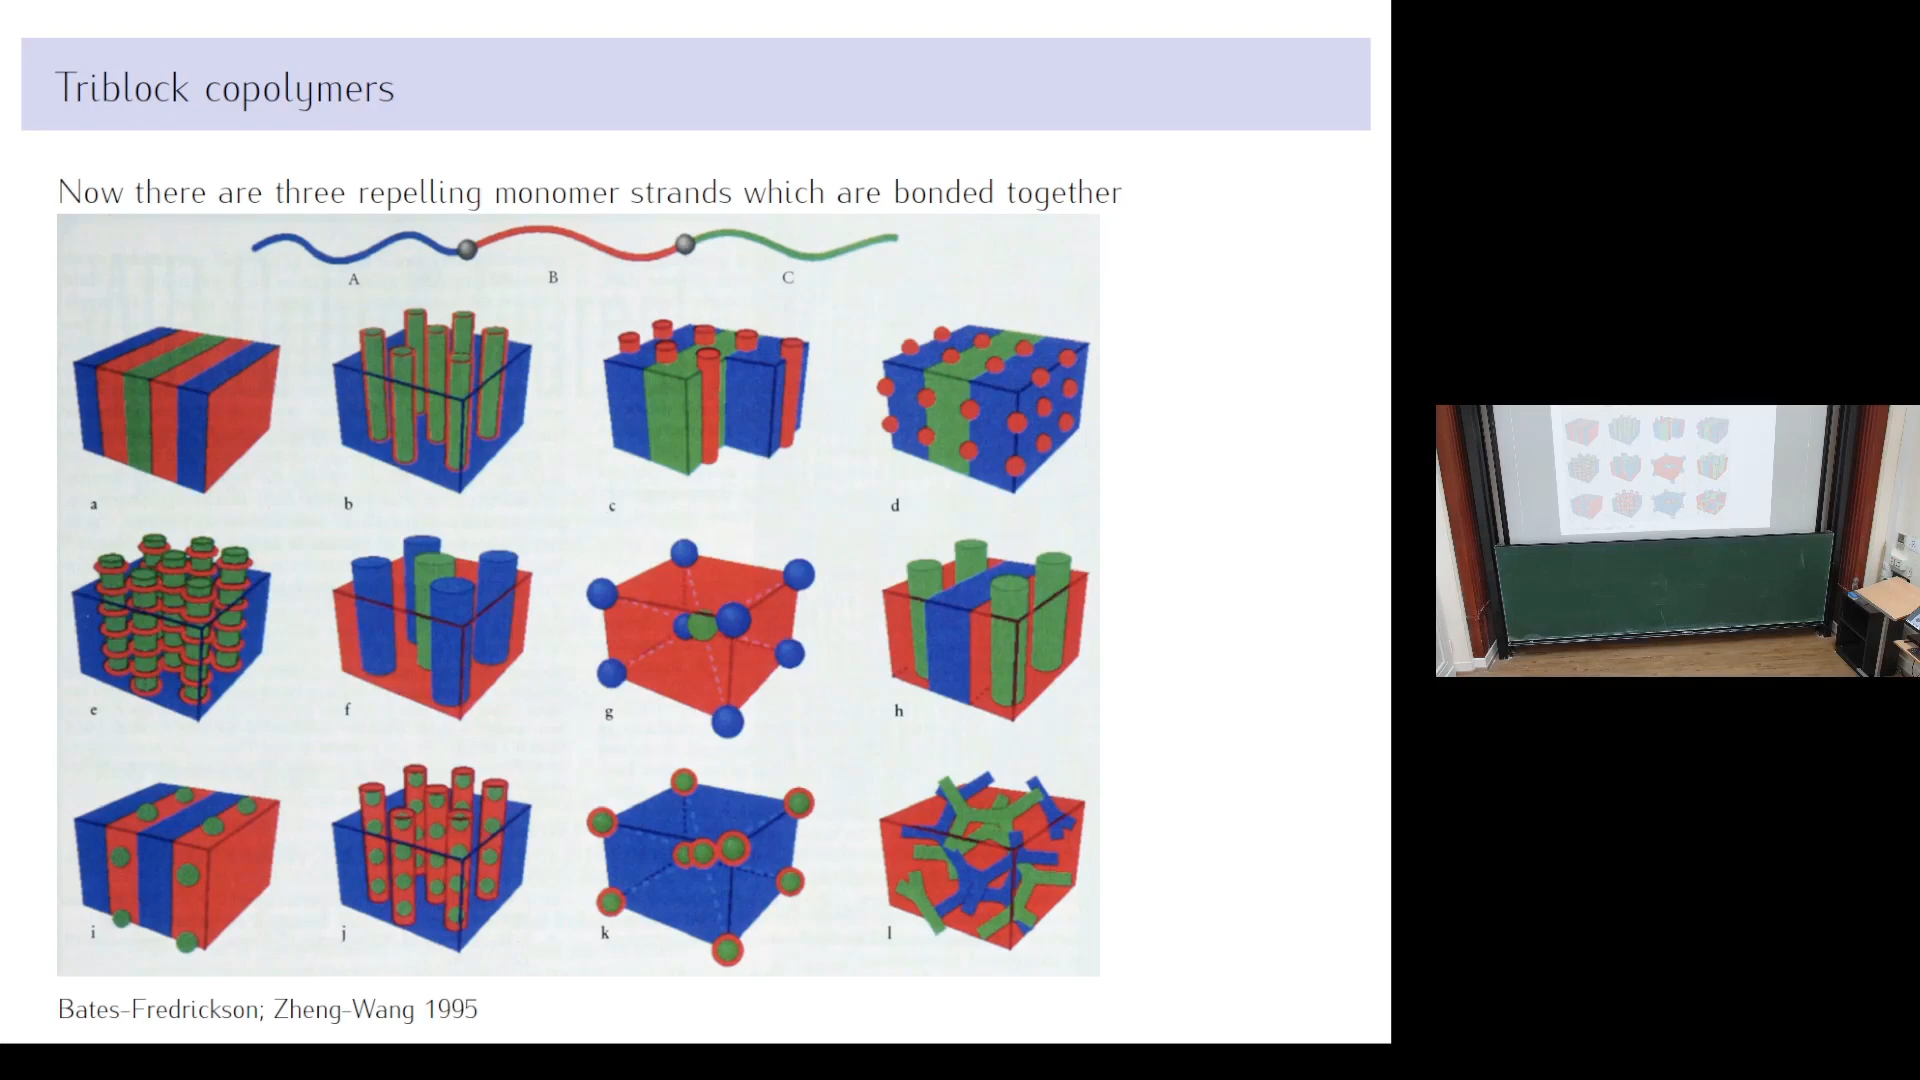 Triblock copolymers
Now there are three repelling monomer strands which are bonded together
A B C
a b c d
e f g h
i j k l
Bates-Fredrickson; Zheng-Wang 1995